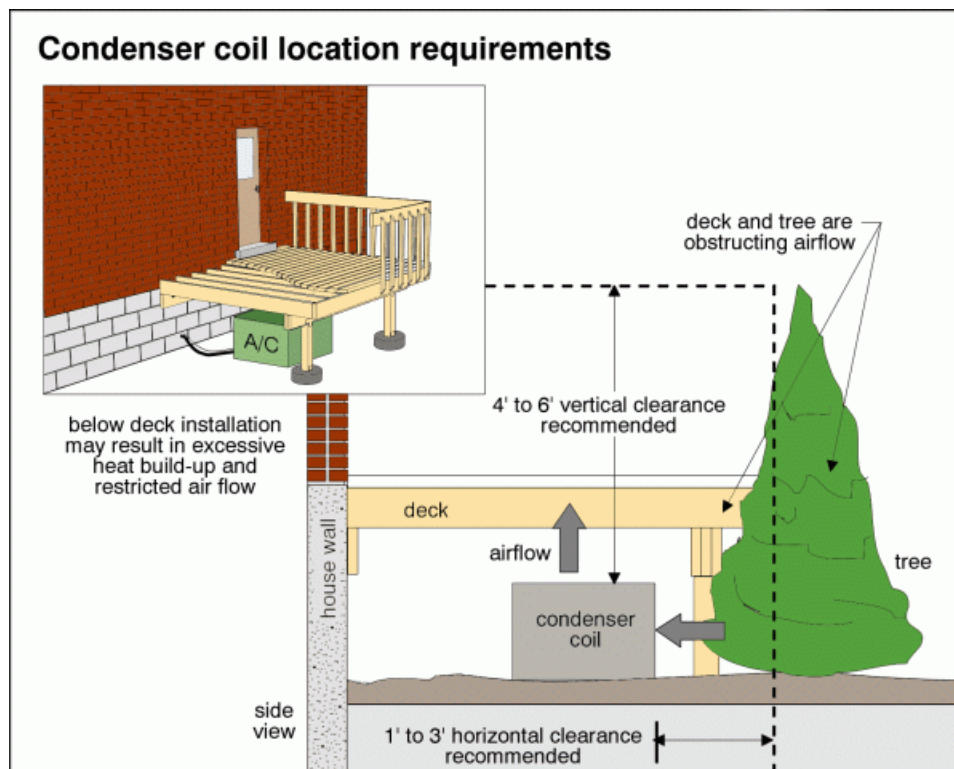 Condenser coil location requirements
A/C
deck and tree are
obstructing airflow
4' to 6' vertical clearance
recommended
below deck installation
may result in excessive
heat build-up and
restricted air flow
deck
airflow
house wall
tree
condenser
coil
side
view
1' to 3' horizontal clearance
recommended